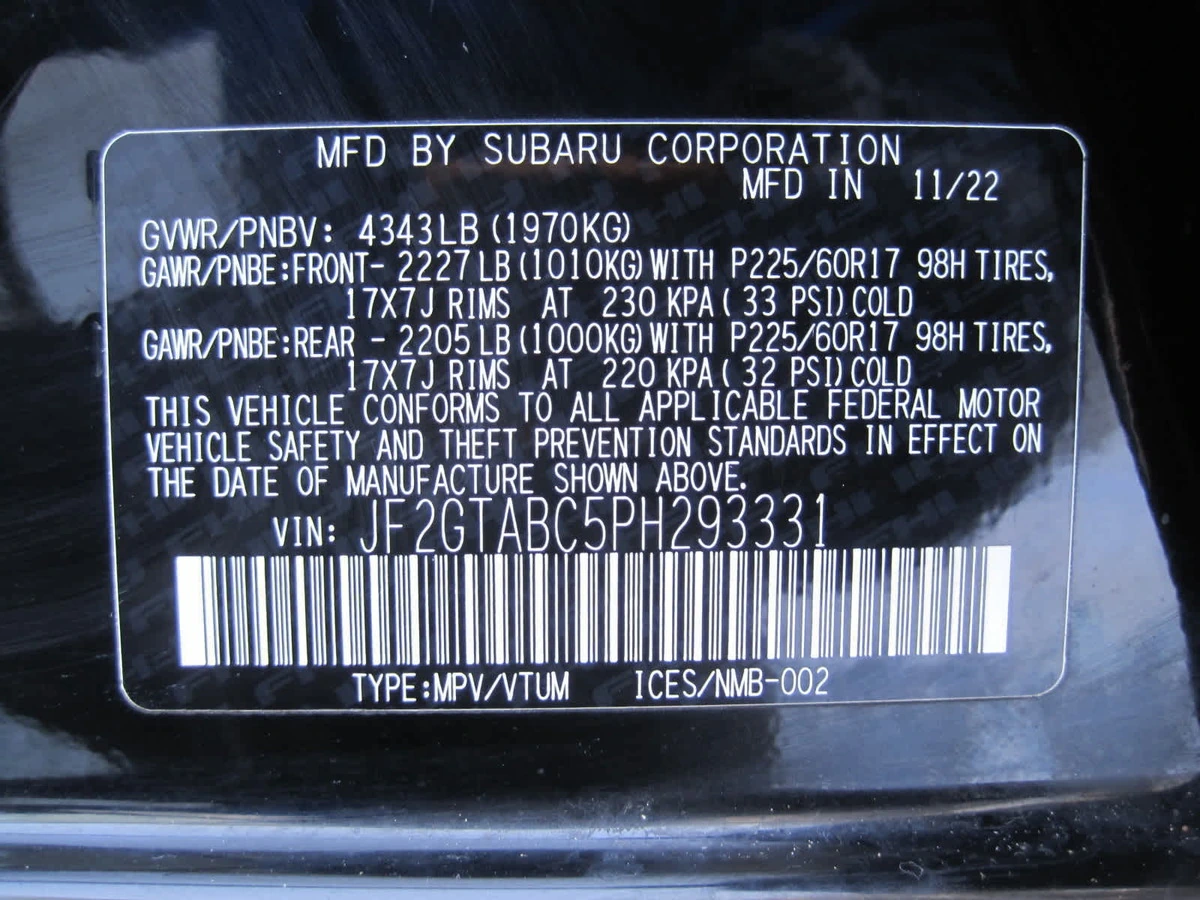 MFD BY SUBARU CORPORATION
MFD IN 11/22
GVWR/PNBV: 4343LB (1970KG)
GAWR/PNBE:FRONT- 2227LB (1010KG) WITH P225/60R17 98H TIRES,
17X7J RIMS AT 230 KPA ( 33 PSI) COLD
GAWR/PNBE:REAR - 2205LB (1000KG) WITH P225/60R17 98H TIRES,
17X7J RIMS AT 220 KPA ( 32 PSI) COLD
THIS VEHICLE CONFORMS TO ALL APPLICABLE FEDERAL MOTOR
VEHICLE SAFETY AND THEFT PREVENTION STANDARDS IN EFFECT ON
THE DATE OF MANUFACTURE SHOWN ABOVE.
VIN: JF2GTABC5PH293331
TYPE:MPV/VTUM ICES/NMB-002